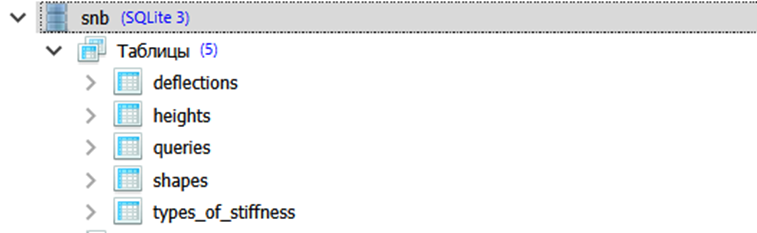 snb (SQLite 3)
Таблицы (5)
deflections
heights
queries
shapes
types_of_stiffness